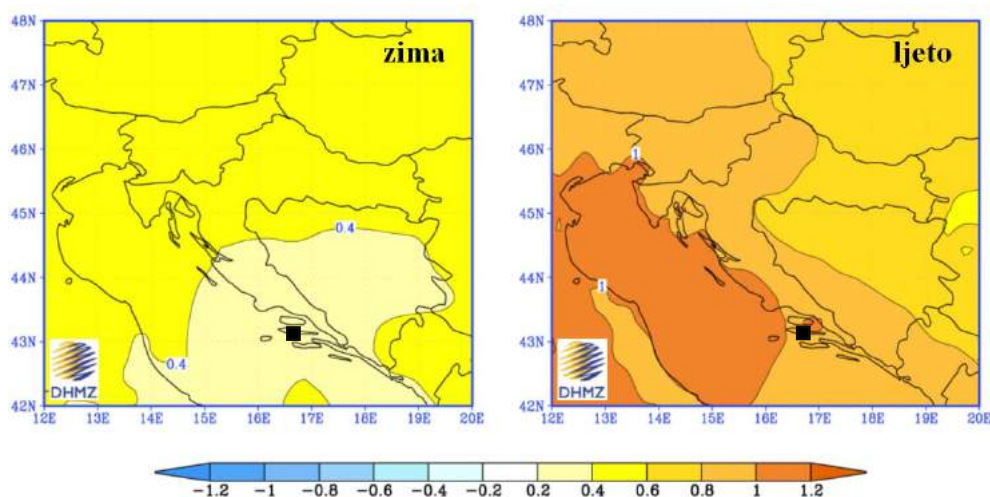 zima
48N
47N
46N
45N
44N
43N
42N
0.4
0.4
DHMZ
12E 13E 14E 15E 16E 17E 18E 19E 20E
ljeto
48N
47N
46N
45N
44N
43N
42N
1
1
DHMZ
12E 13E 14E 15E 16E 17E 18E 19E 20E
-1.2 -1 -0.8 -0.6 -0.4 -0.2 0.2 0.4 0.6 0.8 1 1.2